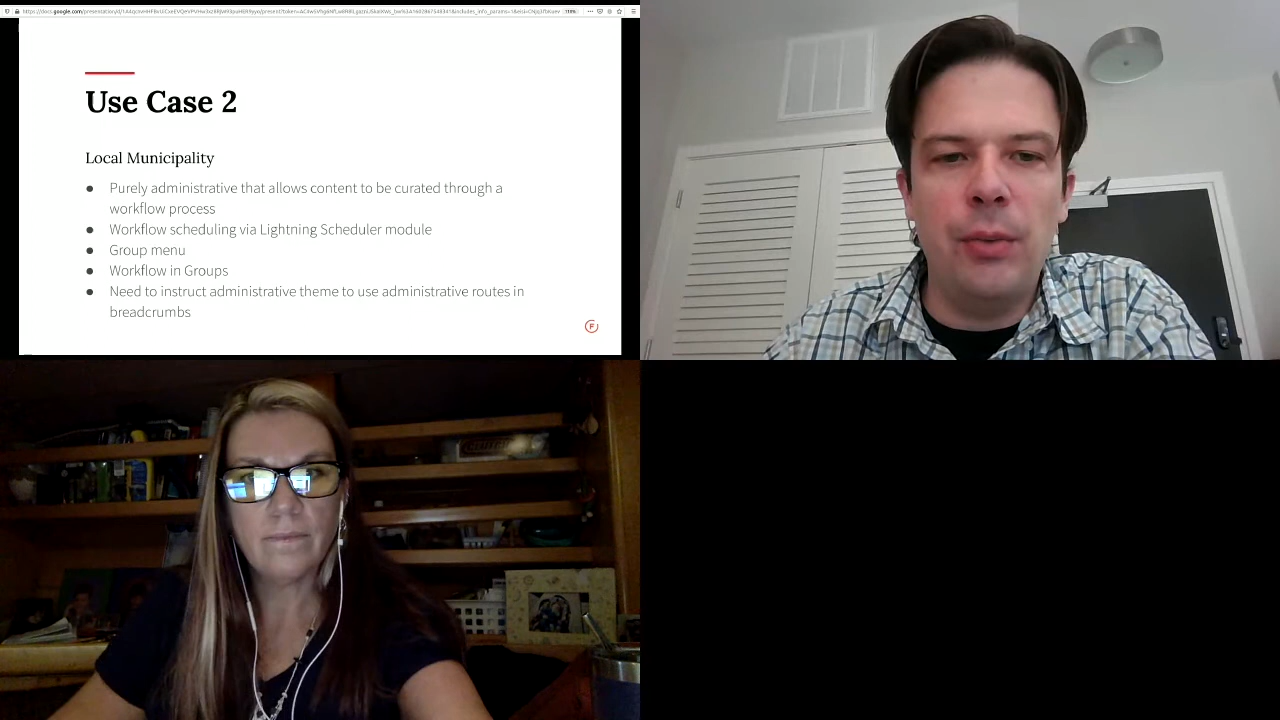 Use Case 2
Local Municipality
● Purely administrative that allows content to be curated through a
workflow process
● Workflow scheduling via Lightning Scheduler module
● Group menu
● Workflow in Groups
● Need to instruct administrative theme to use administrative routes in
breadcrumbs
F